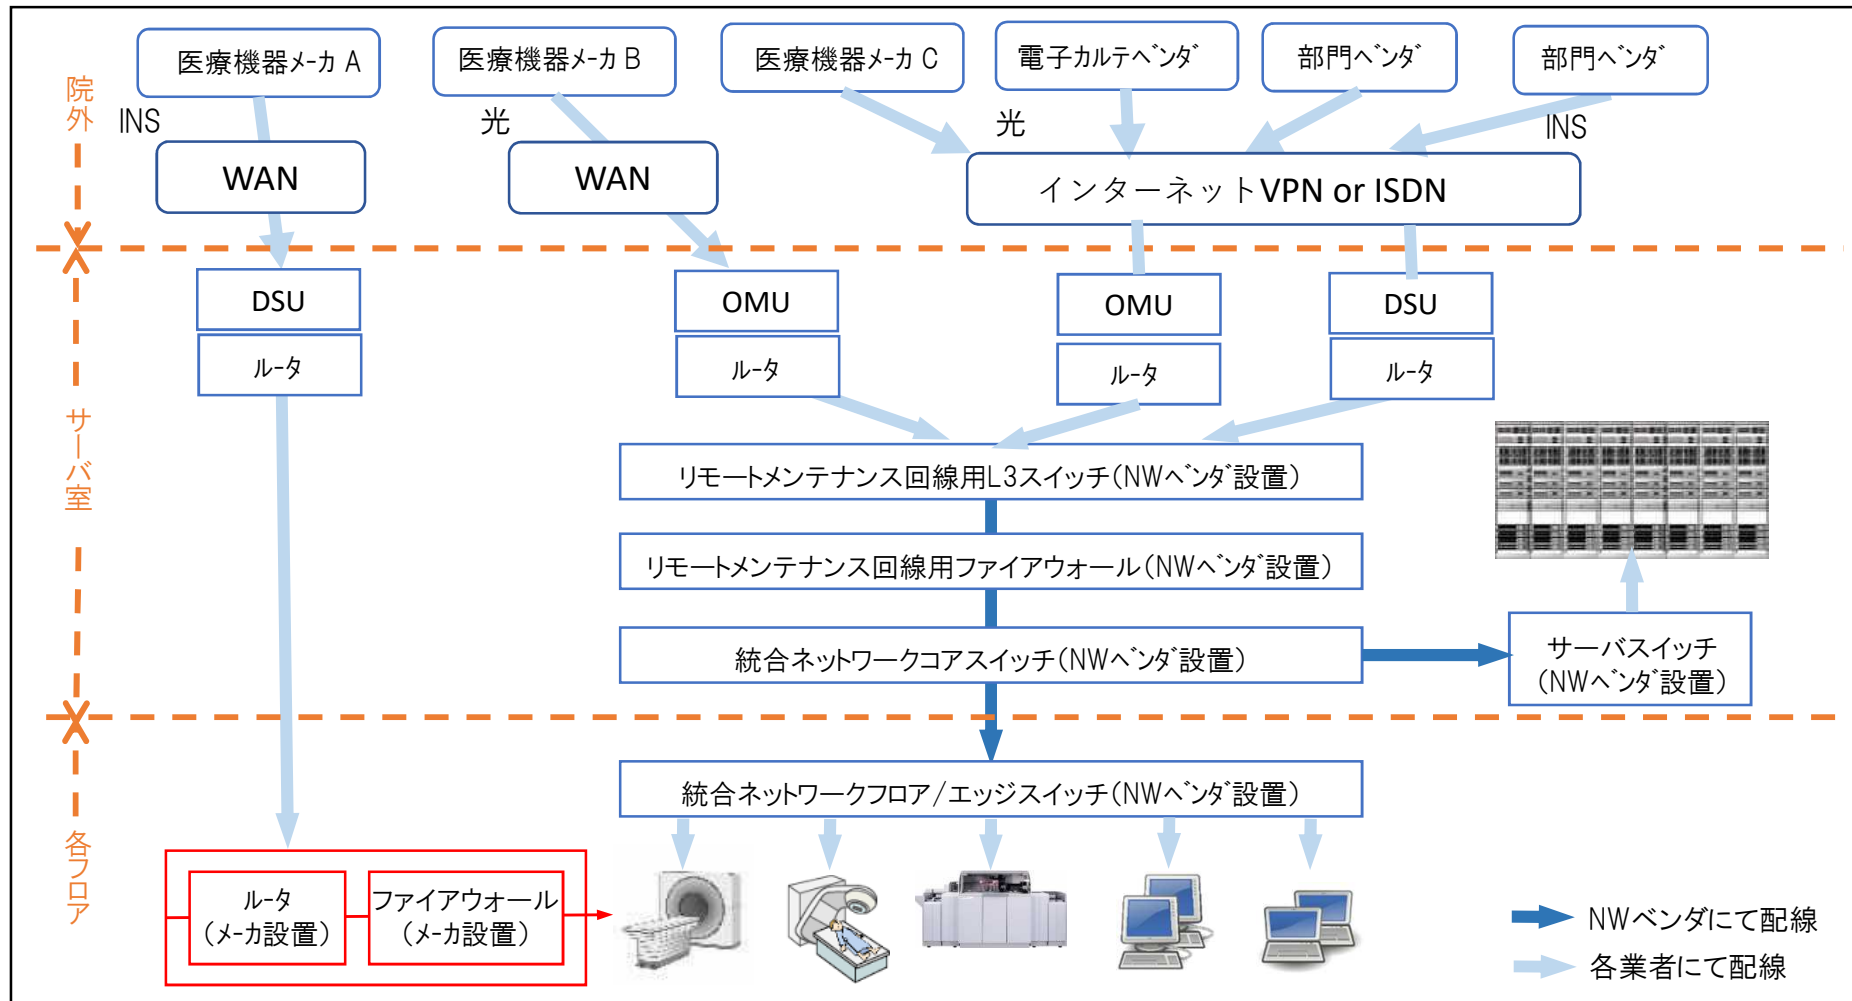 医療機器ﾒｰｶ A
医療機器ﾒｰｶ B
医療機器ﾒｰｶ C
電子ｶﾙﾃﾍﾞﾝﾀﾞ
部門ﾍﾞﾝﾀﾞ
部門ﾍﾞﾝﾀﾞ
院外
INS
光
光
INS
WAN
WAN
インターネットVPN or ISDN
DSU
OMU
OMU
DSU
ﾙｰﾀ
ﾙｰﾀ
ﾙｰﾀ
ﾙｰﾀ
サーバ室
リモートメンテナンス回線用L3スイッチ(NWﾍﾞﾝﾀﾞ設置)
リモートメンテナンス回線用ファイアウォール(NWﾍﾞﾝﾀﾞ設置)
統合ネットワークコアスイッチ(NWﾍﾞﾝﾀﾞ設置)
サーバスイッチ
(NWﾍﾞﾝﾀﾞ設置)
統合ネットワークフロア/エッジスイッチ(NWﾍﾞﾝﾀﾞ設置)
各フロア
ﾙｰﾀ
(ﾒｰｶ設置)
ファイアウォール
(ﾒｰｶ設置)
NWベンダにて配線
各業者にて配線